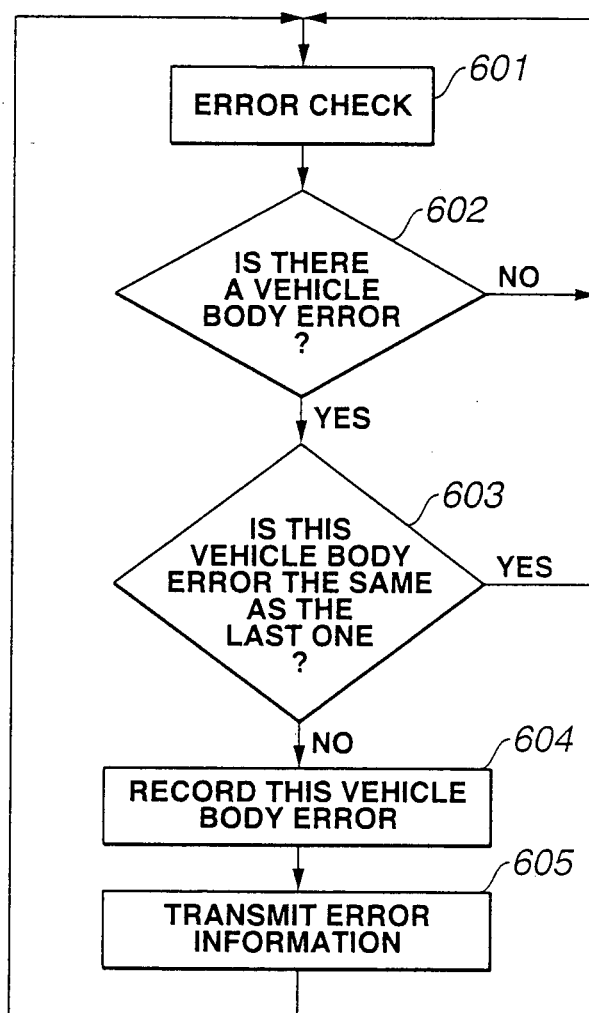 601
ERROR CHECK
602
IS THERE
A VEHICLE
BODY ERROR
?
NO
YES
603
IS THIS
VEHICLE BODY
ERROR THE SAME
AS THE
LAST ONE
?
YES
NO
604
RECORD THIS VEHICLE
BODY ERROR
605
TRANSMIT ERROR
INFORMATION